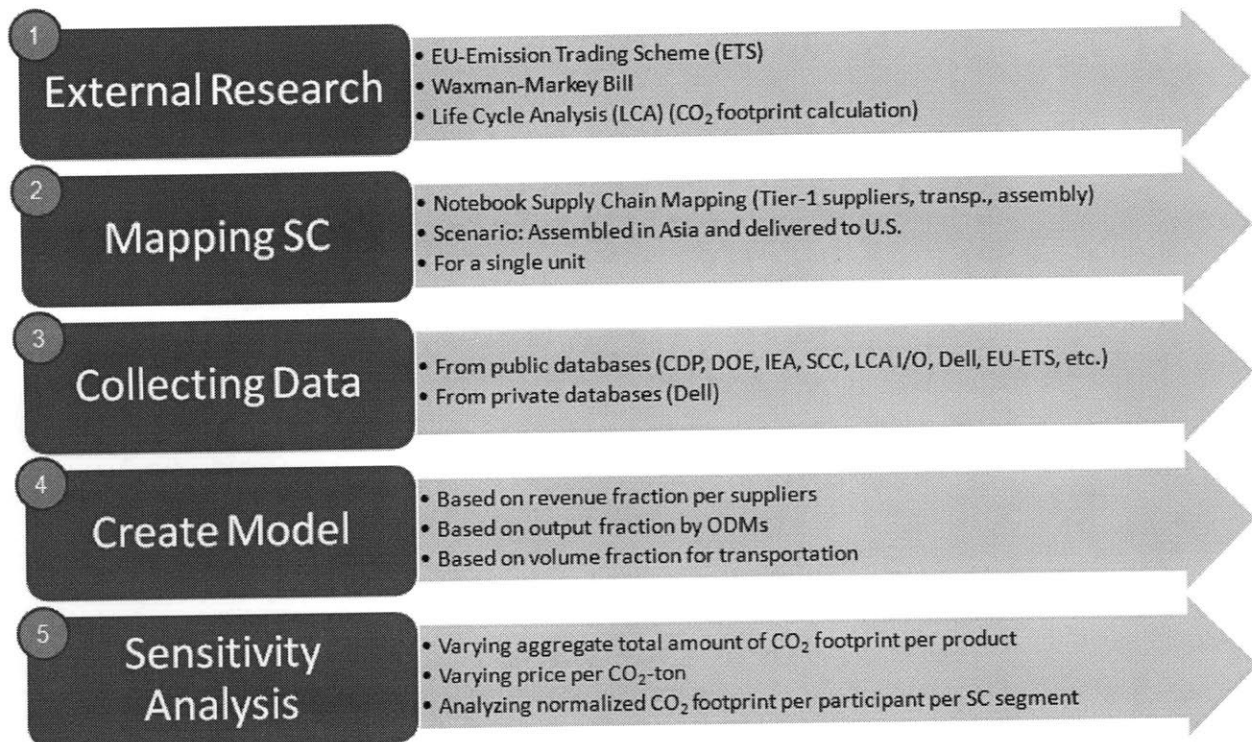 1
External Research
• EU-Emission Trading Scheme (ETS)
• Waxman-Markey Bill
• Life Cycle Analysis (LCA) (CO₂ footprint calculation)
2
Mapping SC
• Notebook Supply Chain Mapping (Tier-1 suppliers, transp., assembly)
• Scenario: Assembled in Asia and delivered to U.S.
• For a single unit
3
Collecting Data
• From public databases (CDP, DOE, IEA, SCC, LCA I/O, Dell, EU-ETS, etc.)
• From private databases (Dell)
4
Create Model
• Based on revenue fraction per suppliers
• Based on output fraction by ODMs
• Based on volume fraction for transportation
5
Sensitivity
Analysis
• Varying aggregate total amount of CO₂ footprint per product
• Varying price per CO₂-ton
• Analyzing normalized CO₂ footprint per participant per SC segment